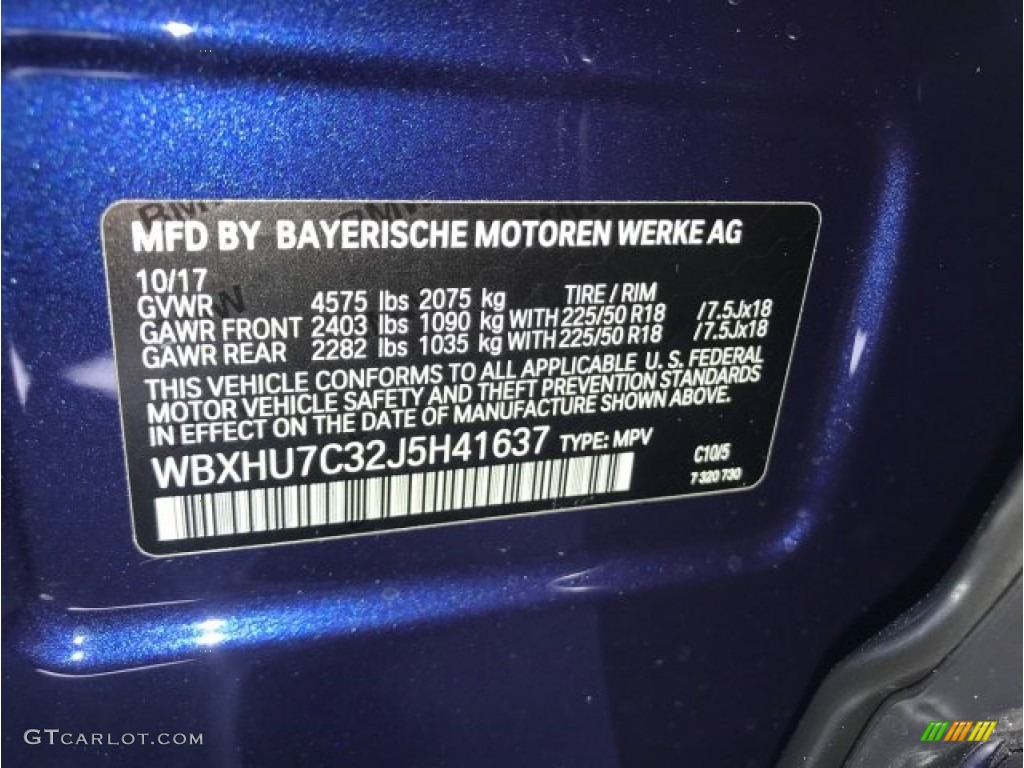 MFD BY BAYERISCHE MOTOREN WERKE AG
10/17
TIRE / RIM
GVWR 4575 lbs 2075 kg
GAWR FRONT 2403 lbs 1090 kg WITH 225/50 R18 /7.5Jx18
GAWR REAR 2282 lbs 1035 kg WITH 225/50 R18 /7.5Jx18
THIS VEHICLE CONFORMS TO ALL APPLICABLE U. S. FEDERAL
MOTOR VEHICLE SAFETY AND THEFT PREVENTION STANDARDS
IN EFFECT ON THE DATE OF MANUFACTURE SHOWN ABOVE.
WBXHU7C32J5H41637 TYPE: MPV
C10/5
7 320 730
GTCARLOT.COM